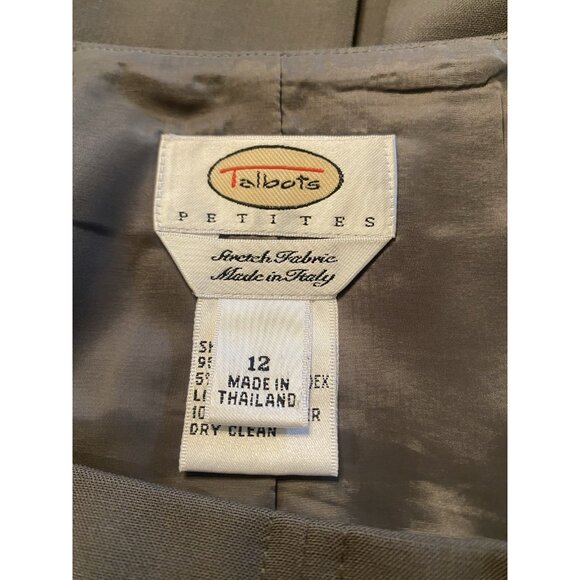 Talbots
PETITES
Stretch Fabric
Made in Italy
12
MADE IN
THAILAND
DRY CLEAN